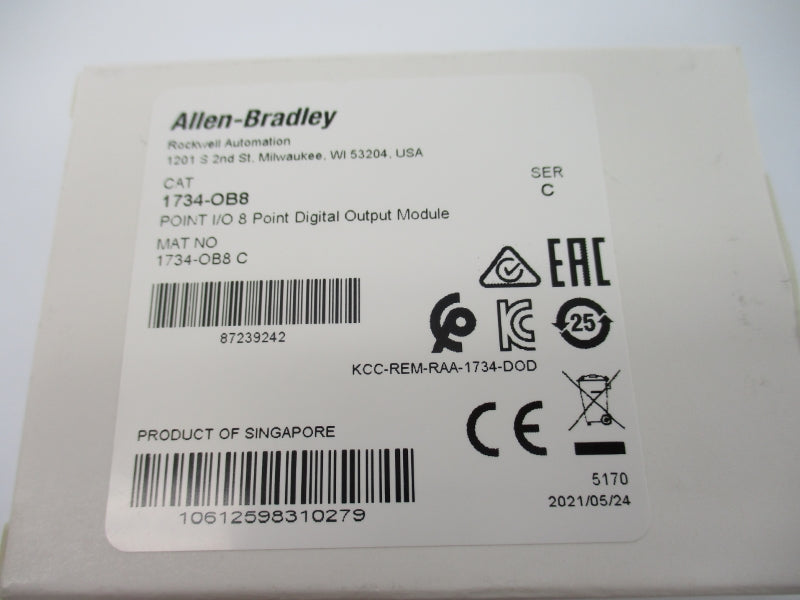 Allen-Bradley
Rockwell Automation
1201 S 2nd St, Milwaukee, WI 53204, USA
CAT
1734-OB8
SER
C
POINT I/O 8 Point Digital Output Module
MAT NO
1734-OB8 C
87239242
EAC
25
KCC-REM-RAA-1734-DOD
CE
PRODUCT OF SINGAPORE
10612598310279
5170
2021/05/24